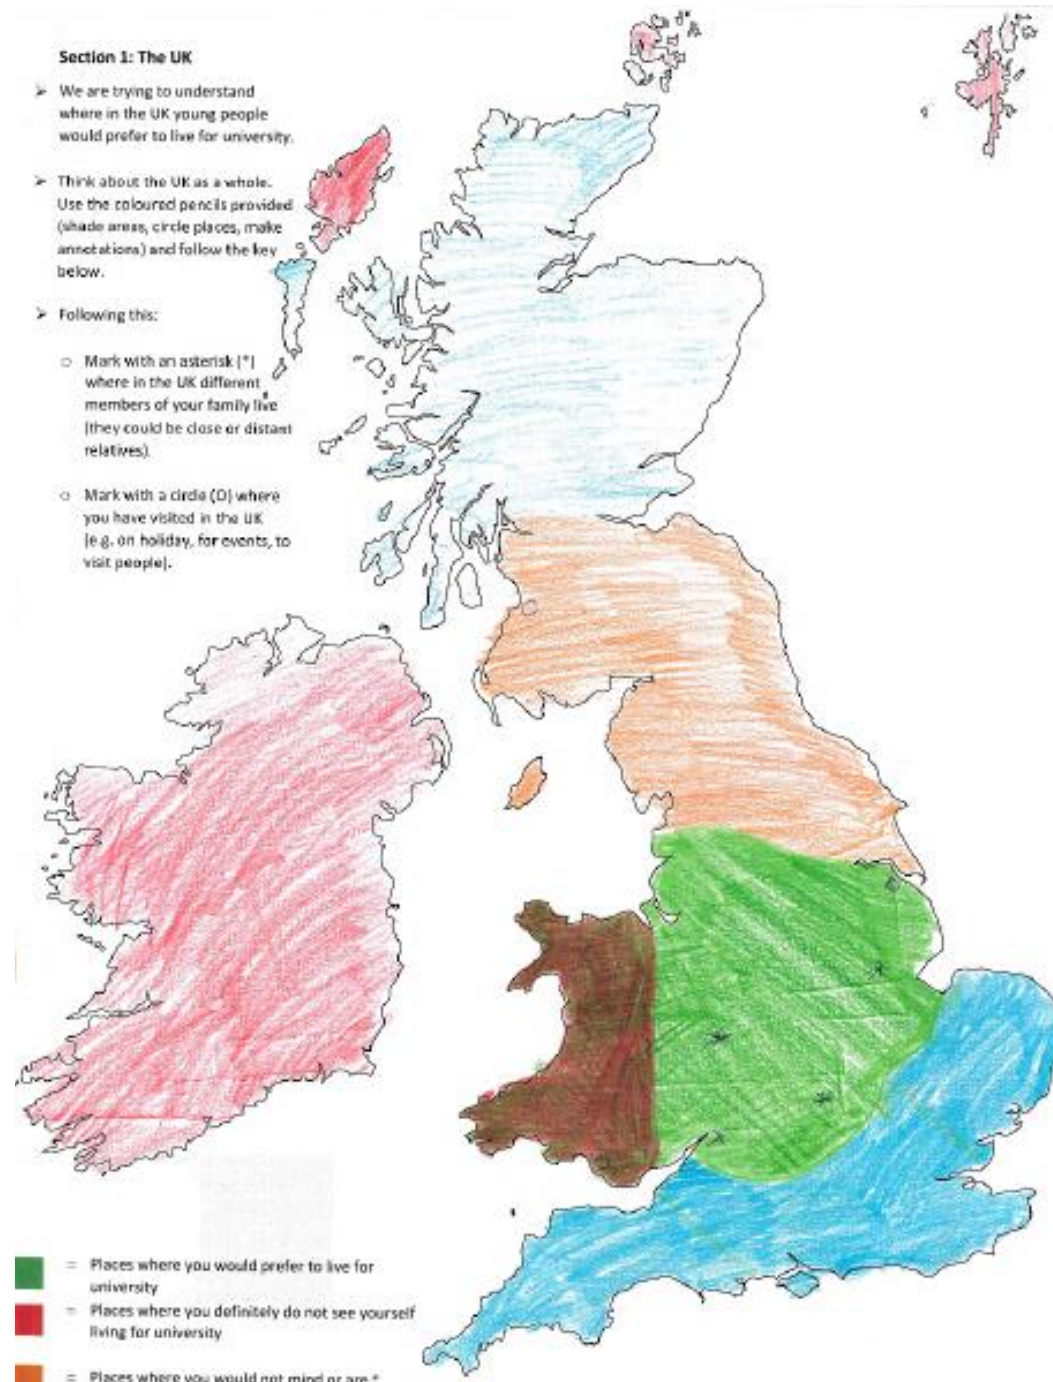 Section 1: The UK
➢ We are trying to understand
where in the UK young people
would prefer to live for university.
➢ Think about the UK as a whole.
Use the coloured pencils provided
(shade areas, circle places, make
annotations) and follow the key
below.
➢ Following this:
o Mark with an asterisk (*)
where in the UK different
members of your family live
(they could be close or distant
relatives).
o Mark with a circle (O) where
you have visited in the UK
(e.g. on holiday, for events, to
visit people).
= Places where you would prefer to live for
university
= Places where you definitely do not see yourself
living for university
= Places where you would not mind or are